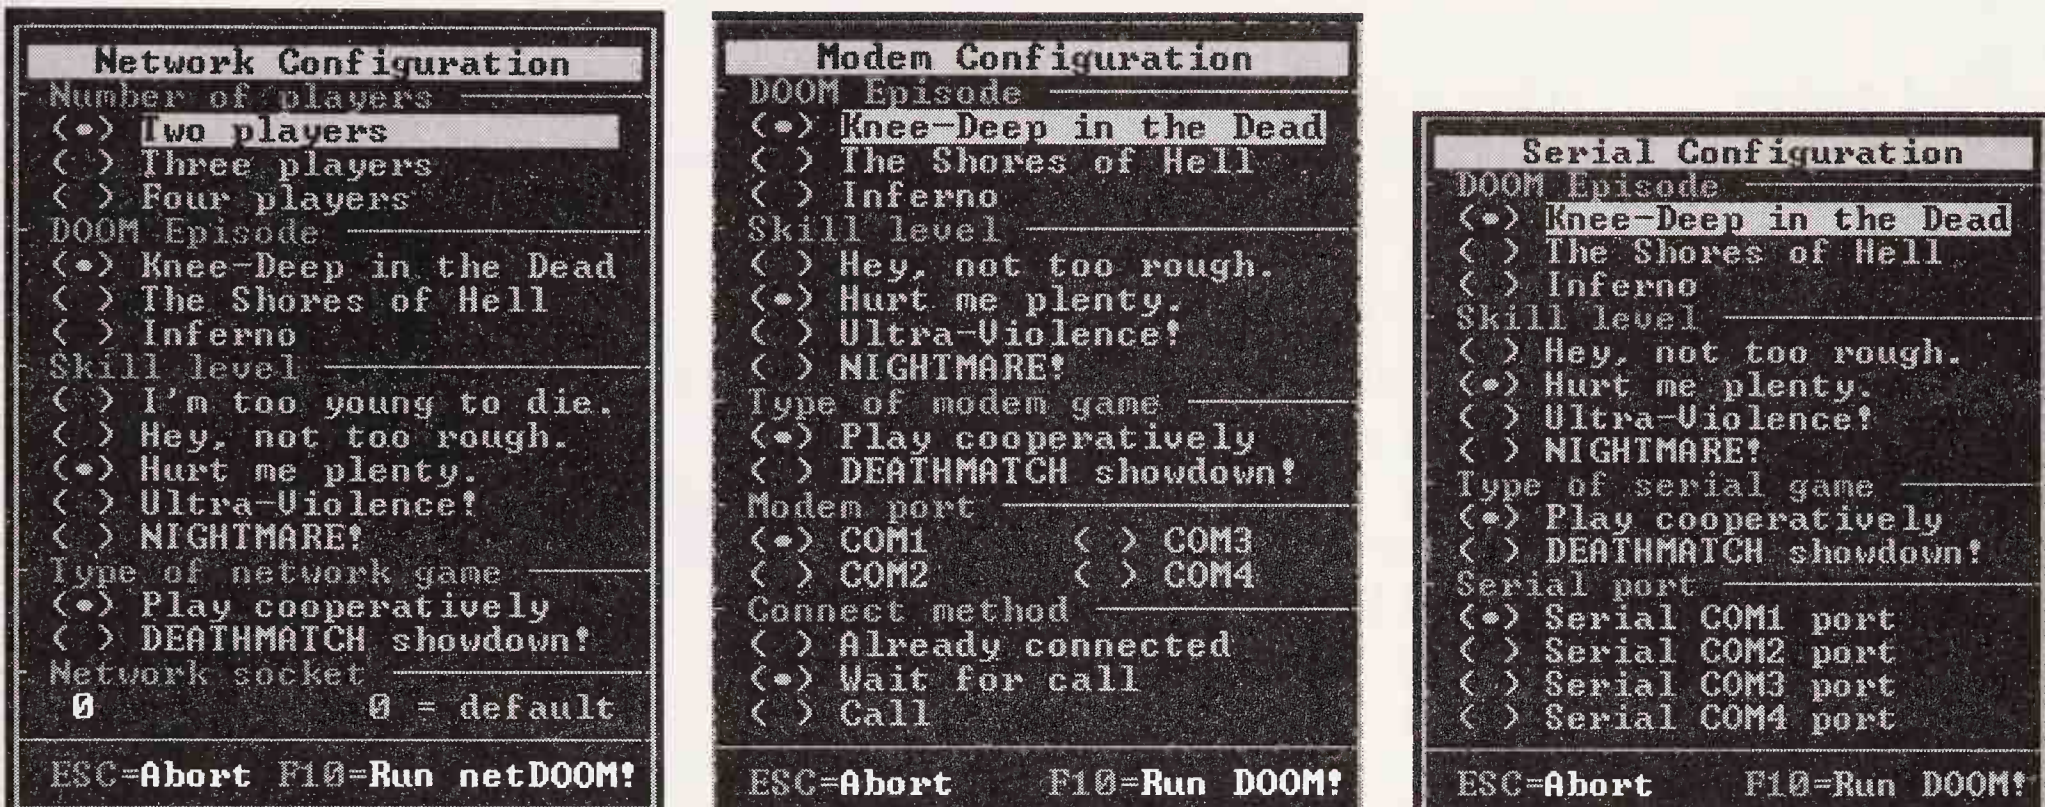 Network Configuration
Number of players
(•) Two players
( ) Three players
( ) Four players
DOOM Episode
(•) Knee-Deep in the Dead
( ) The Shores of Hell
( ) Inferno
Skill level
( ) I'm too young to die.
( ) Hey, not too rough.
(•) Hurt me plenty.
( ) Ultra-Violence!
( ) NIGHTMARE!
Type of network game
(•) Play cooperatively
( ) DEATHMATCH showdown!
Network socket
0 0 = default
ESC=Abort F10=Run netDOOM!
Modem Configuration
DOOM Episode
(•) Knee-Deep in the Dead
( ) The Shores of Hell
( ) Inferno
Skill level
( ) Hey, not too rough.
(•) Hurt me plenty.
( ) Ultra-Violence!
( ) NIGHTMARE!
Type of modem game
(•) Play cooperatively
( ) DEATHMATCH showdown!
Modem port
(•) COM1 ( ) COM3
( ) COM2 ( ) COM4
Connect method
( ) Already connected
(•) Wait for call
( ) Call
ESC=Abort F10=Run DOOM!
Serial Configuration
DOOM Episode
(•) Knee-Deep in the Dead
( ) The Shores of Hell
( ) Inferno
Skill level
( ) Hey, not too rough.
(•) Hurt me plenty.
( ) Ultra-Violence!
( ) NIGHTMARE!
Type of serial game
(•) Play cooperatively
( ) DEATHMATCH showdown!
Serial port
(•) Serial COM1 port
( ) Serial COM2 port
( ) Serial COM3 port
( ) Serial COM4 port
ESC=Abort F10=Run DOOM!